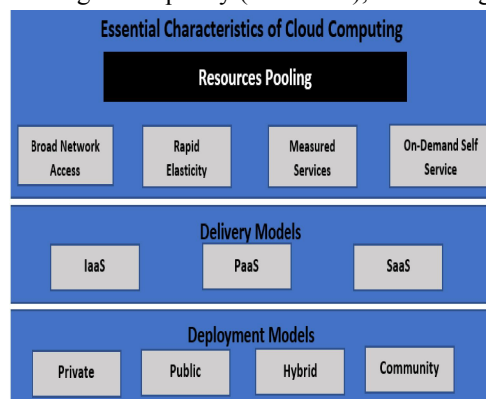 Essential Characteristics of Cloud Computing
Resources Pooling
Broad Network
Access
Rapid
Elasticity
Measured
Services
On-Demand Self
Service
Delivery Models
IaaS
PaaS
SaaS
Deployment Models
Private
Public
Hybrid
Community